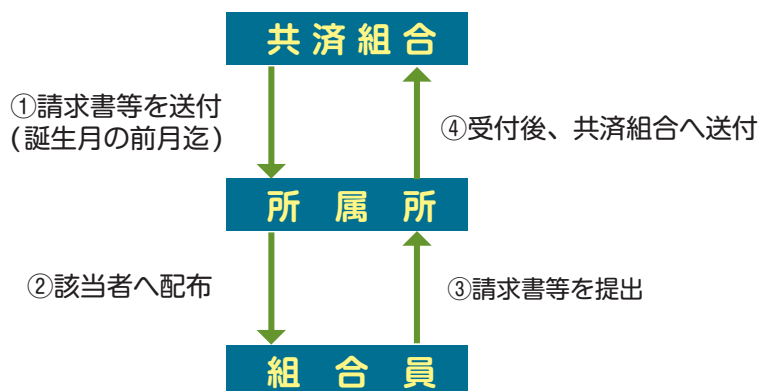 共済組合
①請求書等を送付
(誕生月の前月迄)
④受付後、共済組合へ送付
所属所
②該当者へ配布
③請求書等を提出
組合員